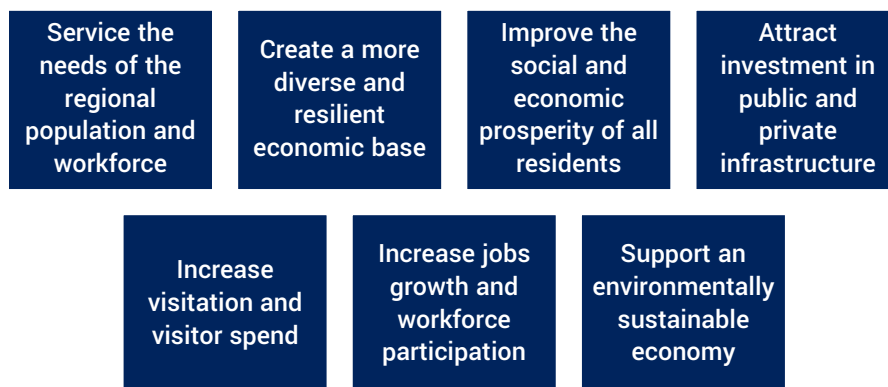 Service the
needs of the
regional
population and
workforce
Create a more
diverse and
resilient
economic base
Improve the
social and
economic
prosperity of all
residents
Attract
investment in
public and
private
infrastructure
Increase
visitation and
visitor spend
Increase jobs
growth and
workforce
participation
Support an
environmentally
sustainable
economy